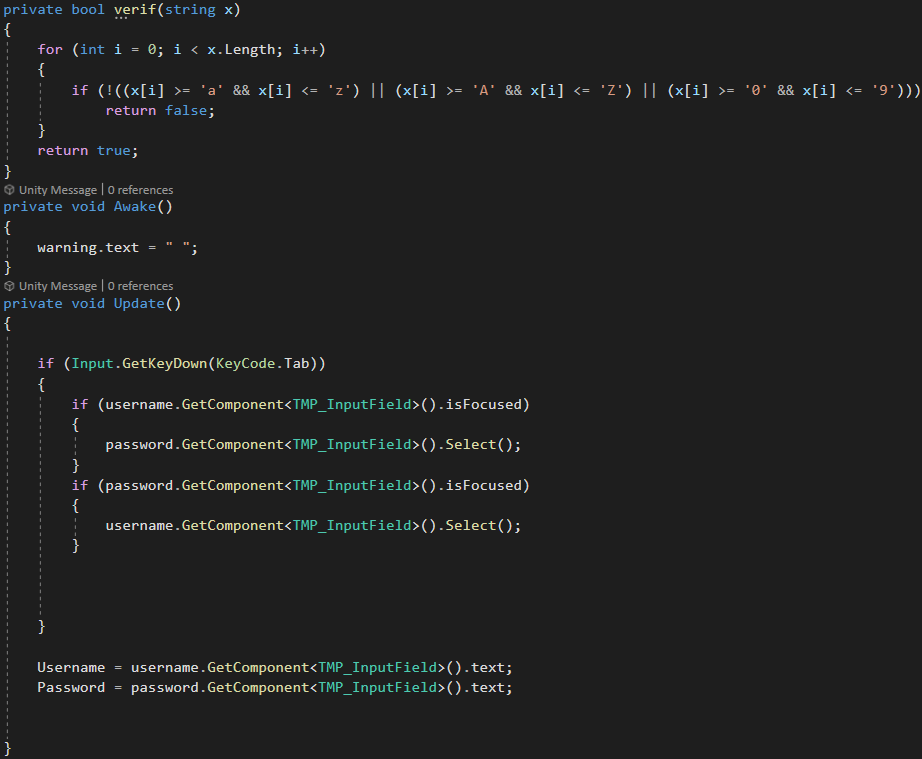 private bool verif(string x)
{
for (int i = 0; i < x.Length; i++)
{
if (!((x[i] >= 'a' && x[i] <= 'z') || (x[i] >= 'A' && x[i] <= 'Z') || (x[i] >= '0' && x[i] <= '9')))
return false;
}
return true;
}
Unity Message | 0 references
private void Awake()
{
warning.text = " ";
}
Unity Message | 0 references
private void Update()
{
if (Input.GetKeyDown(KeyCode.Tab))
{
if (username.GetComponent<TMP_InputField>().isFocused)
{
password.GetComponent<TMP_InputField>().Select();
}
if (password.GetComponent<TMP_InputField>().isFocused)
{
username.GetComponent<TMP_InputField>().Select();
}
}
Username = username.GetComponent<TMP_InputField>().text;
Password = password.GetComponent<TMP_InputField>().text;
}